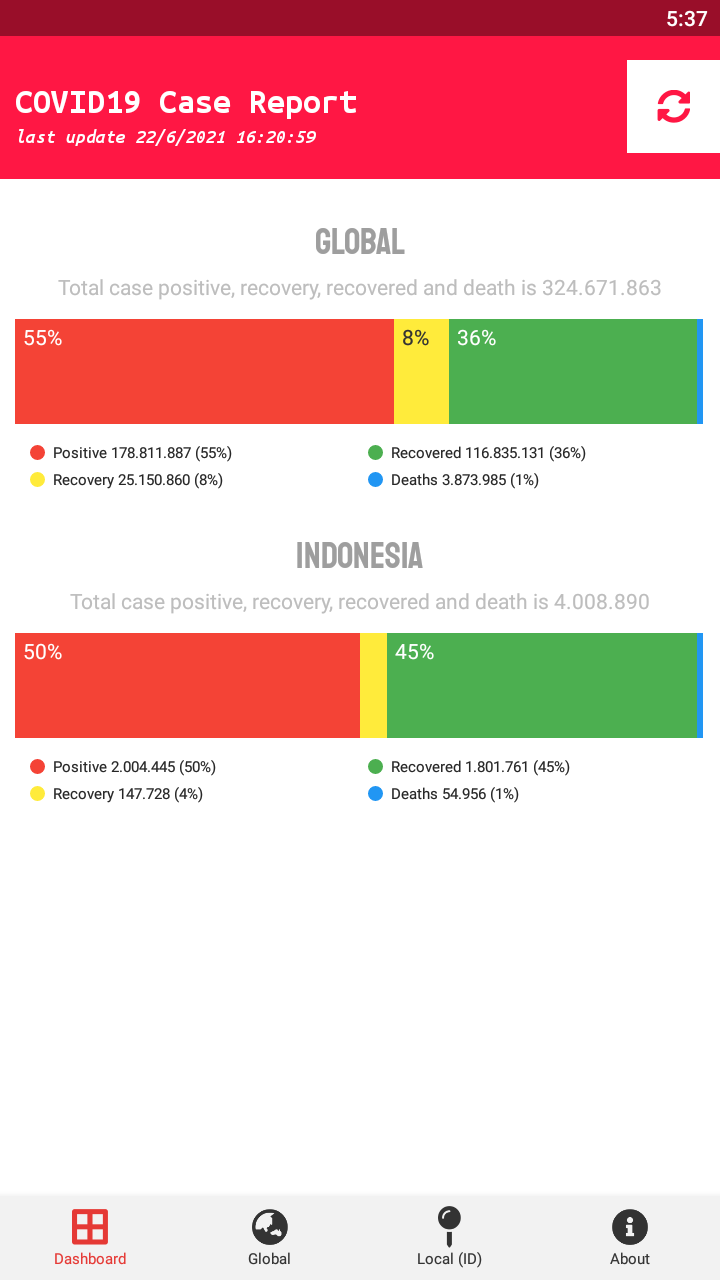 5:37
COVID19 Case Report
last update 22/6/2021 16:20:59
GLOBAL
Total case positive, recovery, recovered and death is 324.671.863
55% 8% 36%
Positive 178.811.887 (55%) Recovered 116.835.131 (36%)
Recovery 25.150.860 (8%) Deaths 3.873.985 (1%)
INDONESIA
Total case positive, recovery, recovered and death is 4.008.890
50% 45%
Positive 2.004.445 (50%) Recovered 1.801.761 (45%)
Recovery 147.728 (4%) Deaths 54.956 (1%)
Dashboard Global Local (ID) About